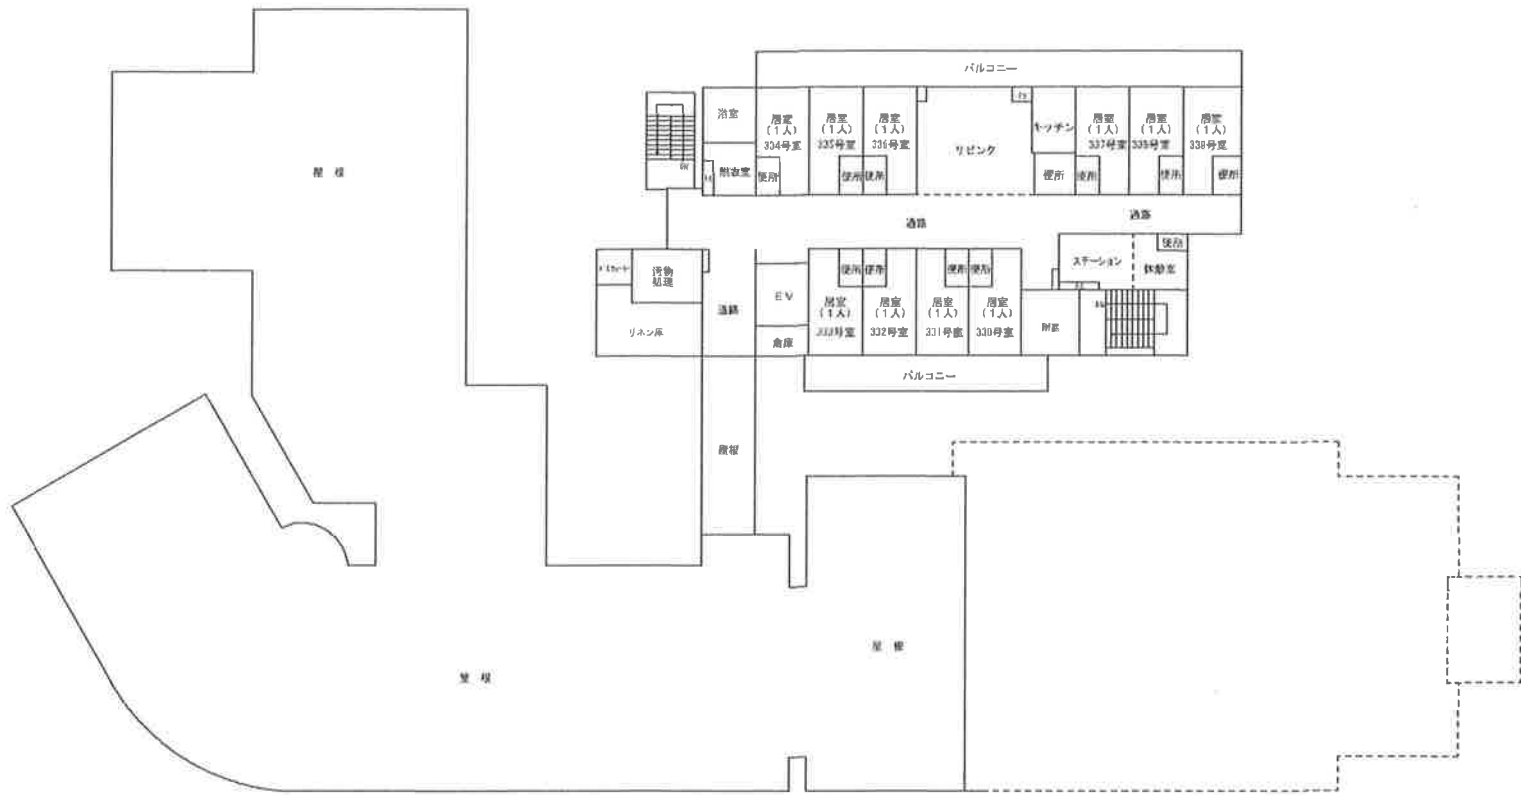 バルコニー
浴室
居室
(1人)
334号室
居室
(1人)
335号室
居室
(1人)
336号室
リビング
キッチン
居室
(1人)
337号室
居室
(1人)
居室
(1人)
338号室
脱衣室
便所
便所
便所
便所
便所
便所
便所
屋根
通路
通路
便所
ステーション
休憩室
汚物
処理
リネン庫
通路
EV
倉庫
便所
便所
便所
便所
居室
(1人)
333号室
居室
(1人)
332号室
居室
(1人)
331号室
居室
(1人)
330号室
バルコニー
屋根
屋根
屋根